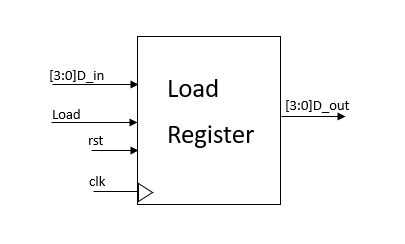 [3:0]D_in
Load
rst
clk
Load
Register
[3:0]D_out